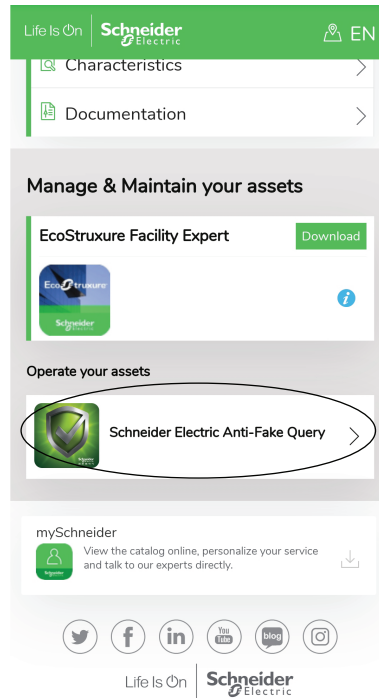 Life Is On Schneider Electric EN
Characteristics
Documentation
Manage & Maintain your assets
EcoStruxure Facility Expert Download
EcoStruxure
Schneider Electric
Operate your assets
Schneider Electric Anti-Fake Query
mySchneider
View the catalog online, personalize your service
and talk to our experts directly.
You
Tube
blog
Life Is On Schneider Electric